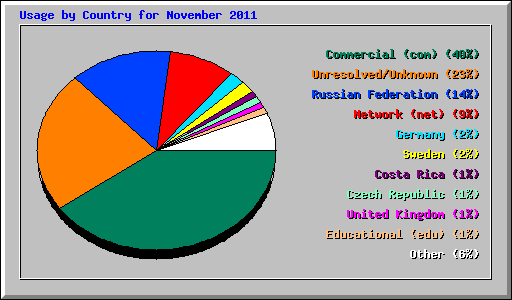 Usage by Country for November 2011
Commercial (com) (40%)
Unresolved/Unknown (23%)
Russian Federation (14%)
Network (net) (9%)
Germany (2%)
Sweden (2%)
Costa Rica (1%)
Czech Republic (1%)
United Kingdom (1%)
Educational (edu) (1%)
Other (6%)